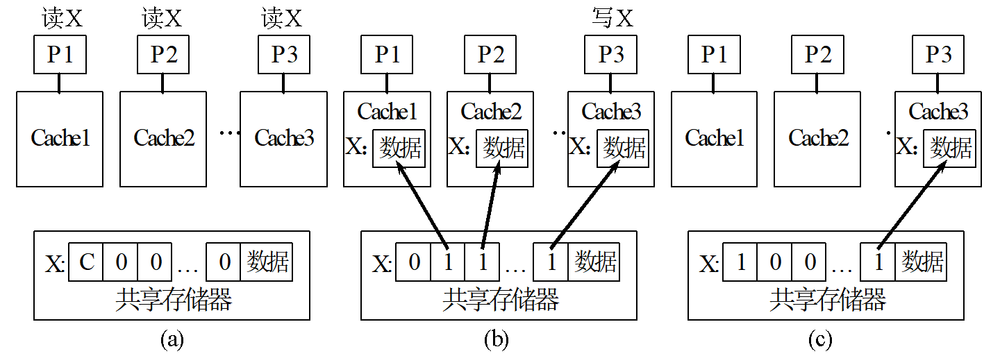 读X 读X 读X 写X
P1 P2 P3 P1 P2 P3 P1 P2 P3
Cache1 Cache2 … Cache3
Cache1 Cache2 Cache3
X: 数据 X: 数据 ‥ X: 数据
Cache1 Cache2 · Cache3
X: 数据
X: C 0 0 … 0 数据
共享存储器
X: 0 1 1 … 1 数据
共享存储器
X: 1 0 0 … 1 数据
共享存储器
(a) (b) (c)